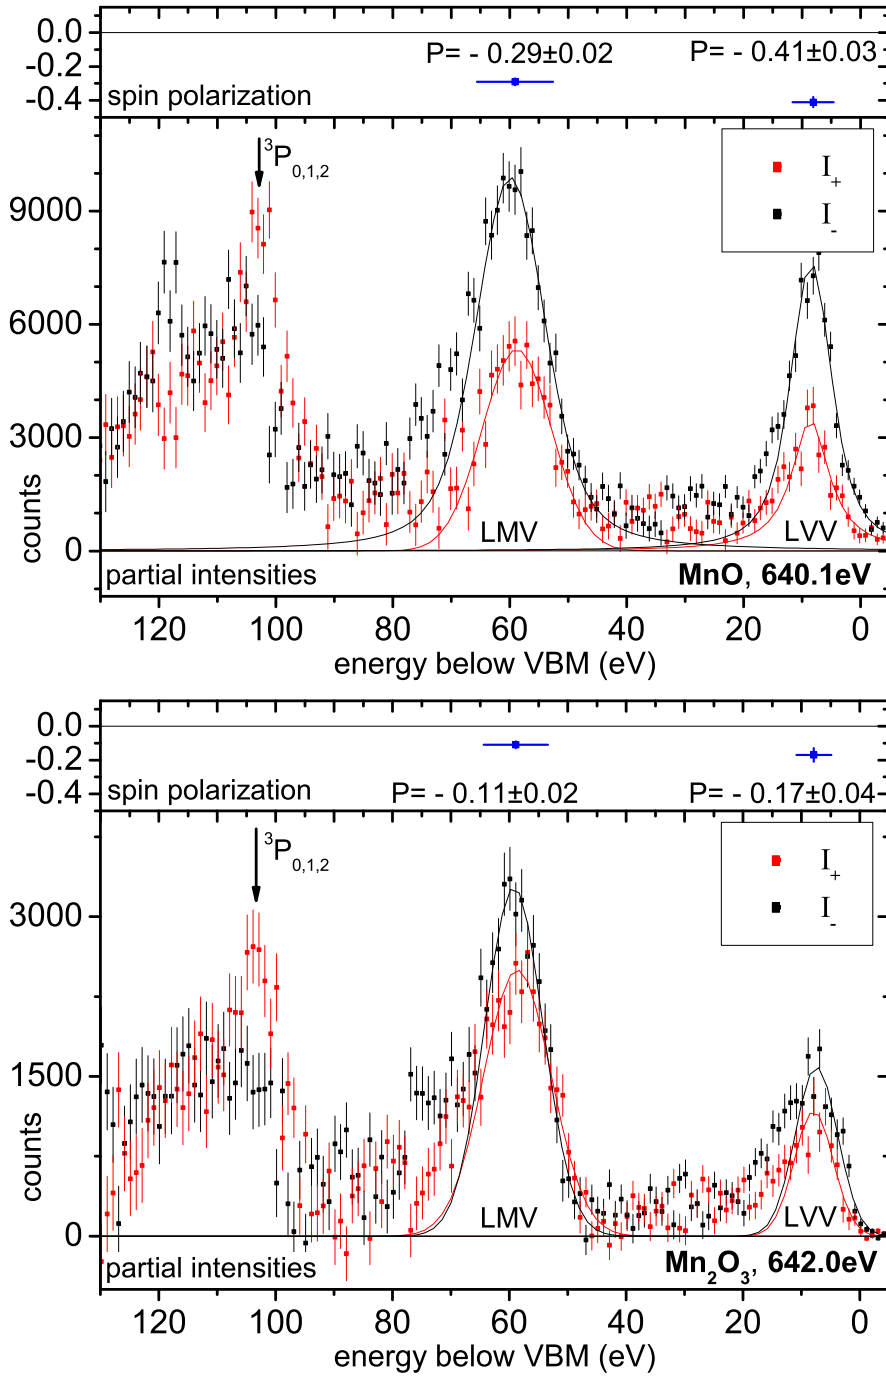 0.0
-0.2
-0.4
P= - 0.29±0.02
P= - 0.41±0.03
spin polarization
³P₀,₁,₂
I₊
I₋
9000
6000
3000
0
counts
LMV
LVV
partial intensities
MnO, 640.1eV
120 100 80 60 40 20 0
energy below VBM (eV)
0.0
-0.2
-0.4
spin polarization
P= - 0.11±0.02
P= - 0.17±0.04
³P₀,₁,₂
I₊
I₋
3000
1500
0
counts
LMV
LVV
partial intensities
Mn₂O₃, 642.0eV
120 100 80 60 40 20 0
energy below VBM (eV)